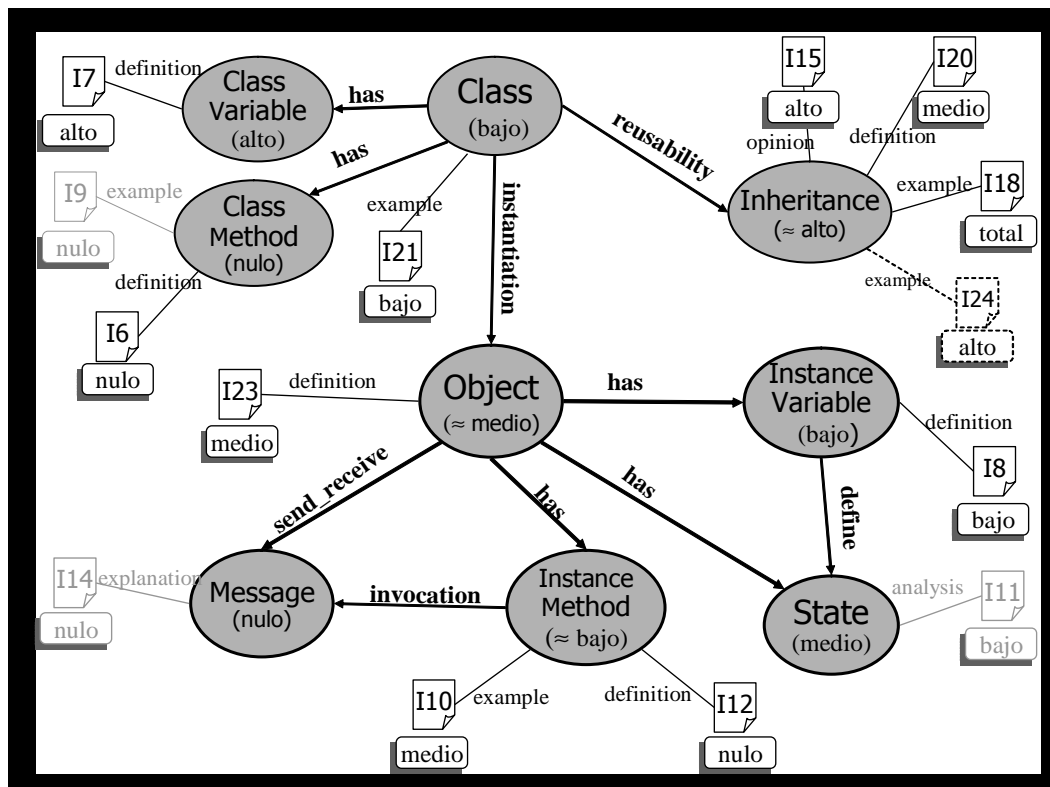 I7
definition
alto
Class
Variable
(alto)
has
Class
(bajo)
has
reusability
I15
alto
opinion
I20
medio
definition
I9
example
nulo
Class
Method
(nulo)
definition
I6
nulo
example
I21
bajo
instantiation
Inheritance
(≈ alto)
example
I18
total
example
I24
alto
I23
definition
medio
Object
(≈ medio)
has
Instance
Variable
(bajo)
definition
I8
bajo
send_receive
has
has
define
I14
explanation
nulo
Message
(nulo)
invocation
Instance
Method
(≈ bajo)
State
(medio)
analysis
I11
bajo
I10
example
medio
definition
I12
nulo